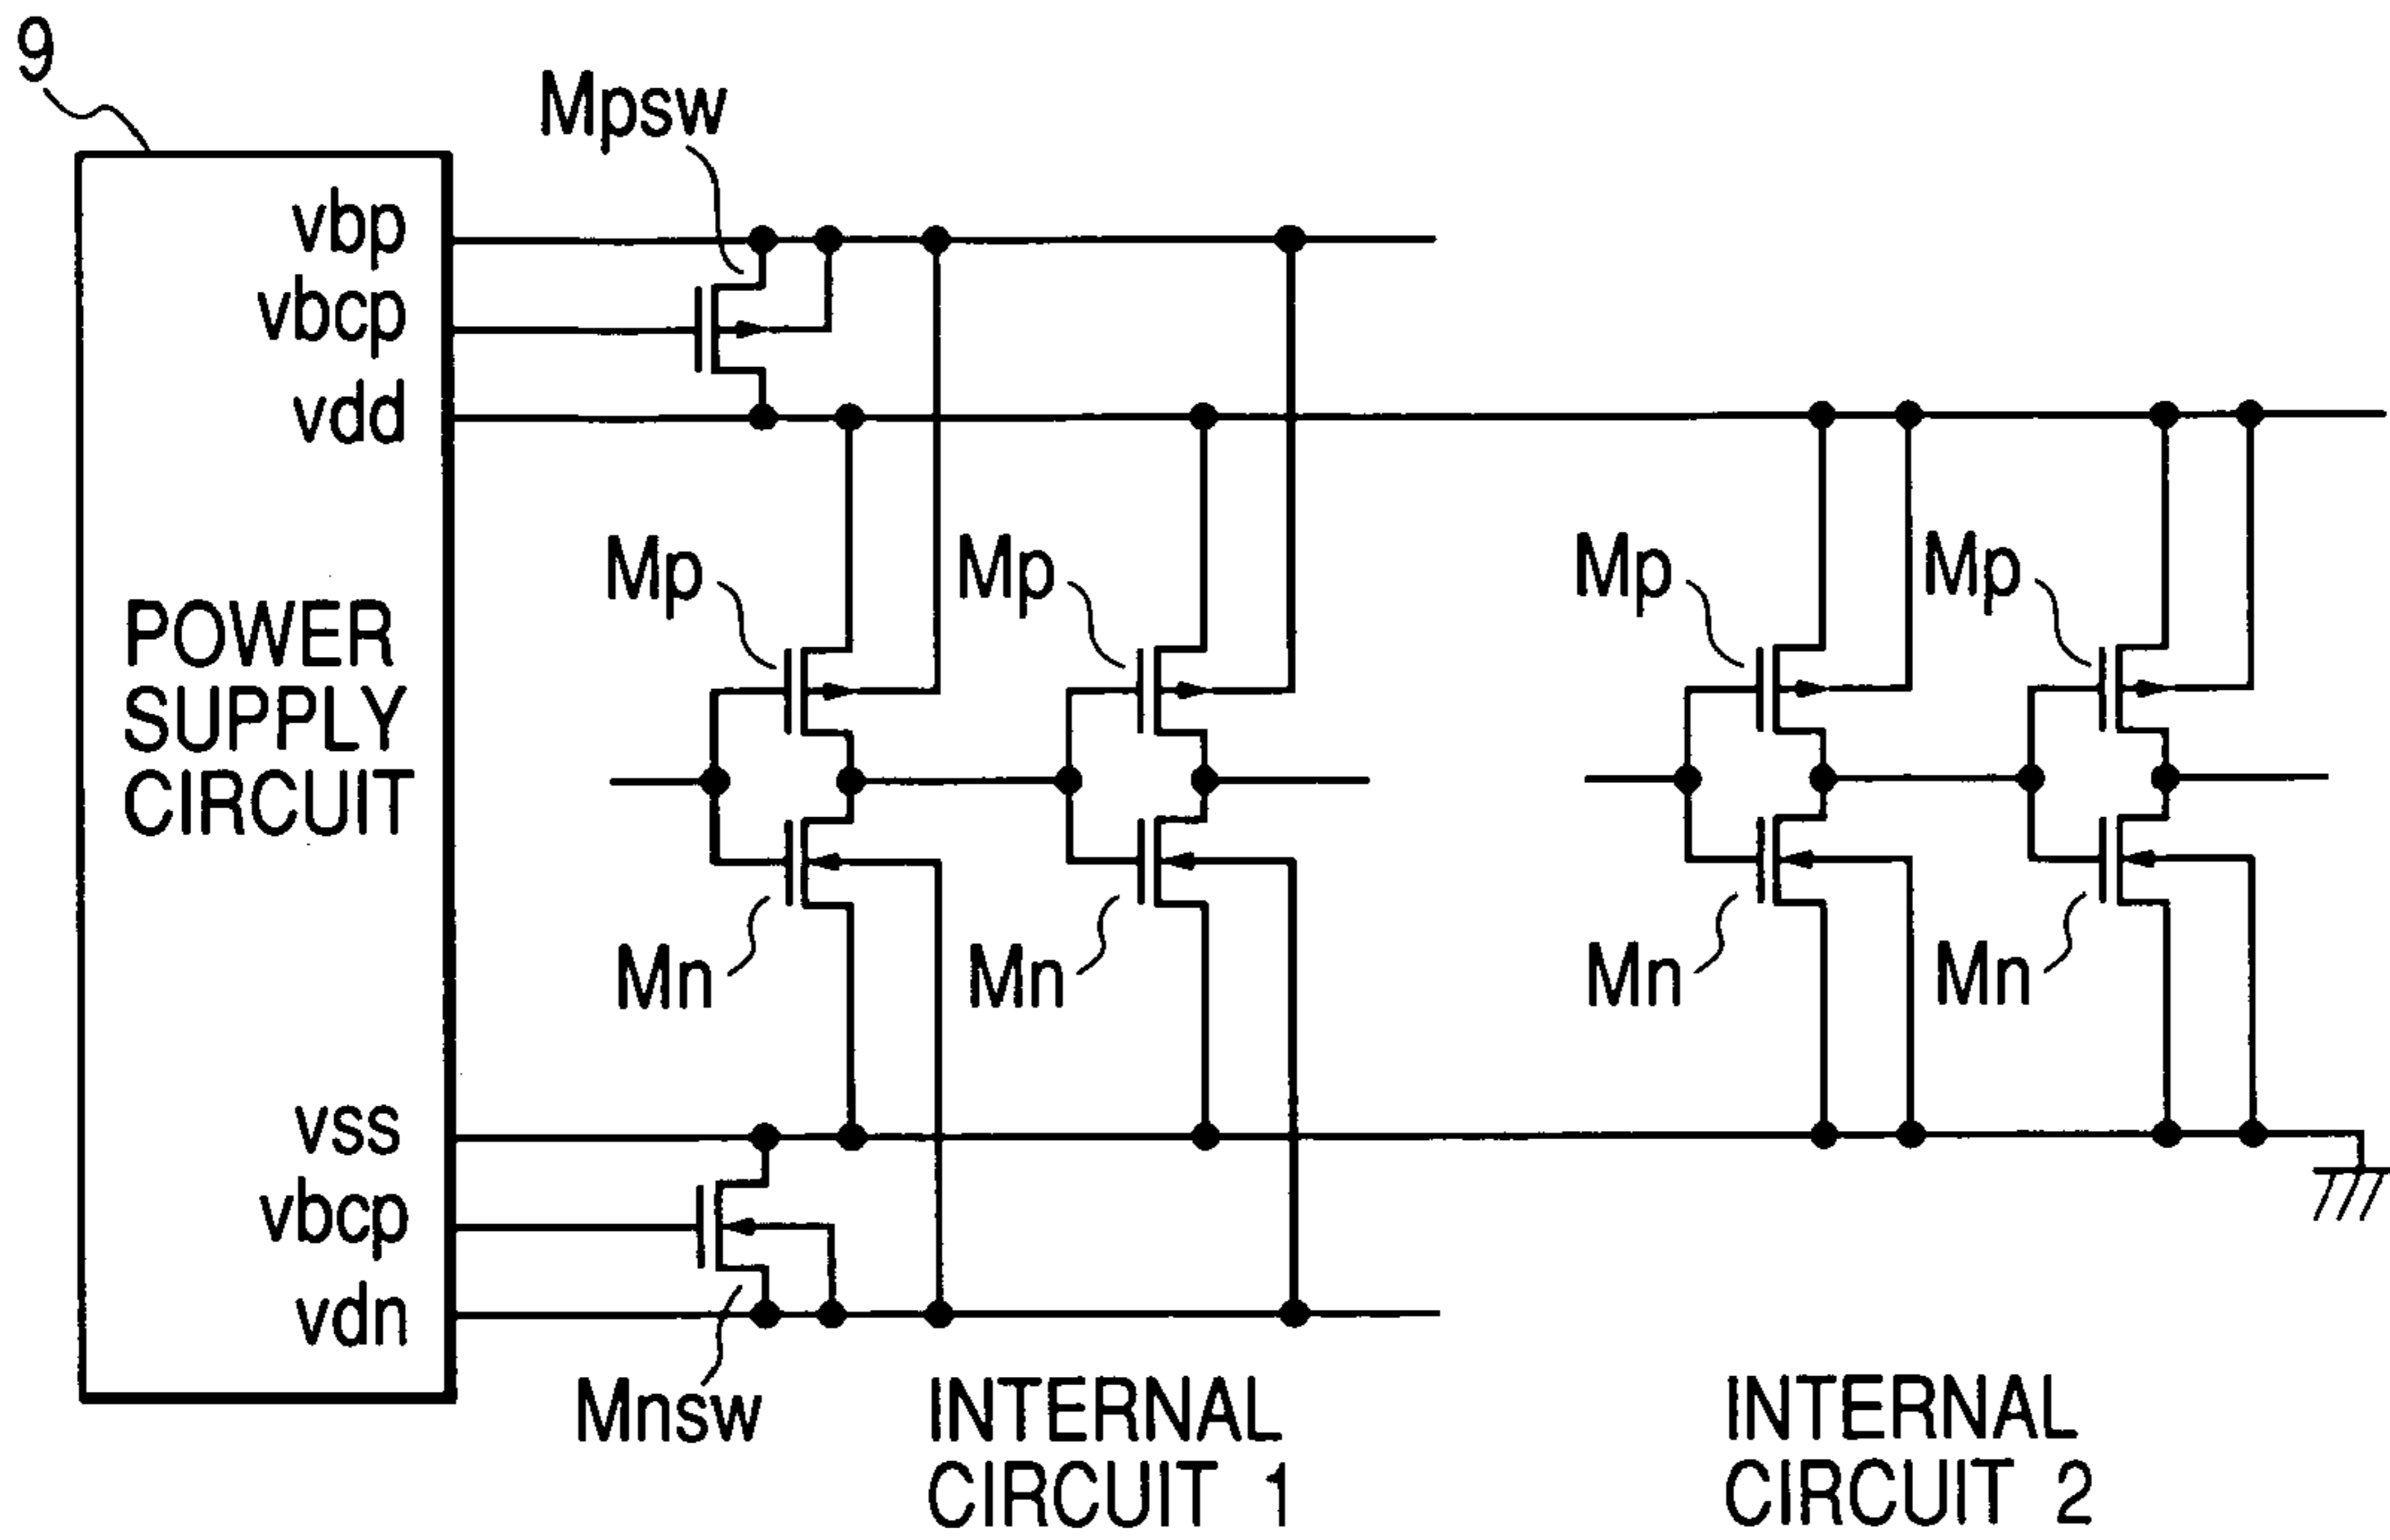 9
Mpsw
vbp
vbcp
vdd
Mp
Mp
Mp
Mp
POWER
SUPPLY
CIRCUIT
Mn
Mn
Mn
Mn
vss
vbcp
vdn
Mnsw
INTERNAL
CIRCUIT 1
INTERNAL
CIRCUIT 2